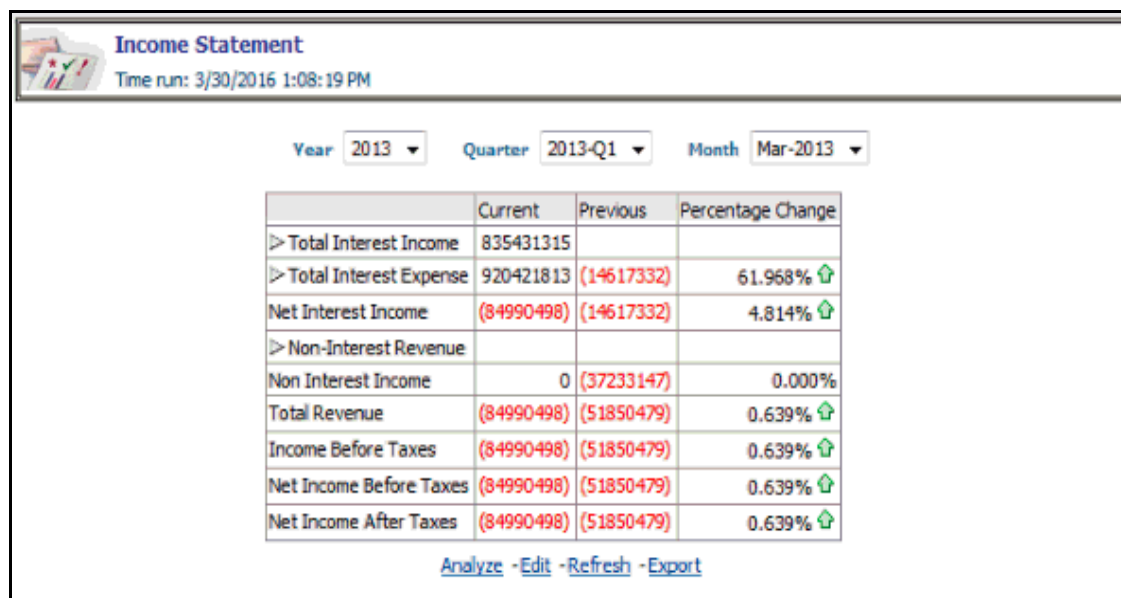 Income Statement
Time run: 3/30/2016 1:08:19 PM
Year 2013 Quarter 2013-Q1 Month Mar-2013
Current Previous Percentage Change
Total Interest Income 835431315
Total Interest Expense 920421813 (14617332) 61.968%
Net Interest Income (84990498) (14617332) 4.814%
Non-Interest Revenue
Non Interest Income 0 (37233147) 0.000%
Total Revenue (84990498) (51850479) 0.639%
Income Before Taxes (84990498) (51850479) 0.639%
Net Income Before Taxes (84990498) (51850479) 0.639%
Net Income After Taxes (84990498) (51850479) 0.639%
Analyze - Edit - Refresh - Export